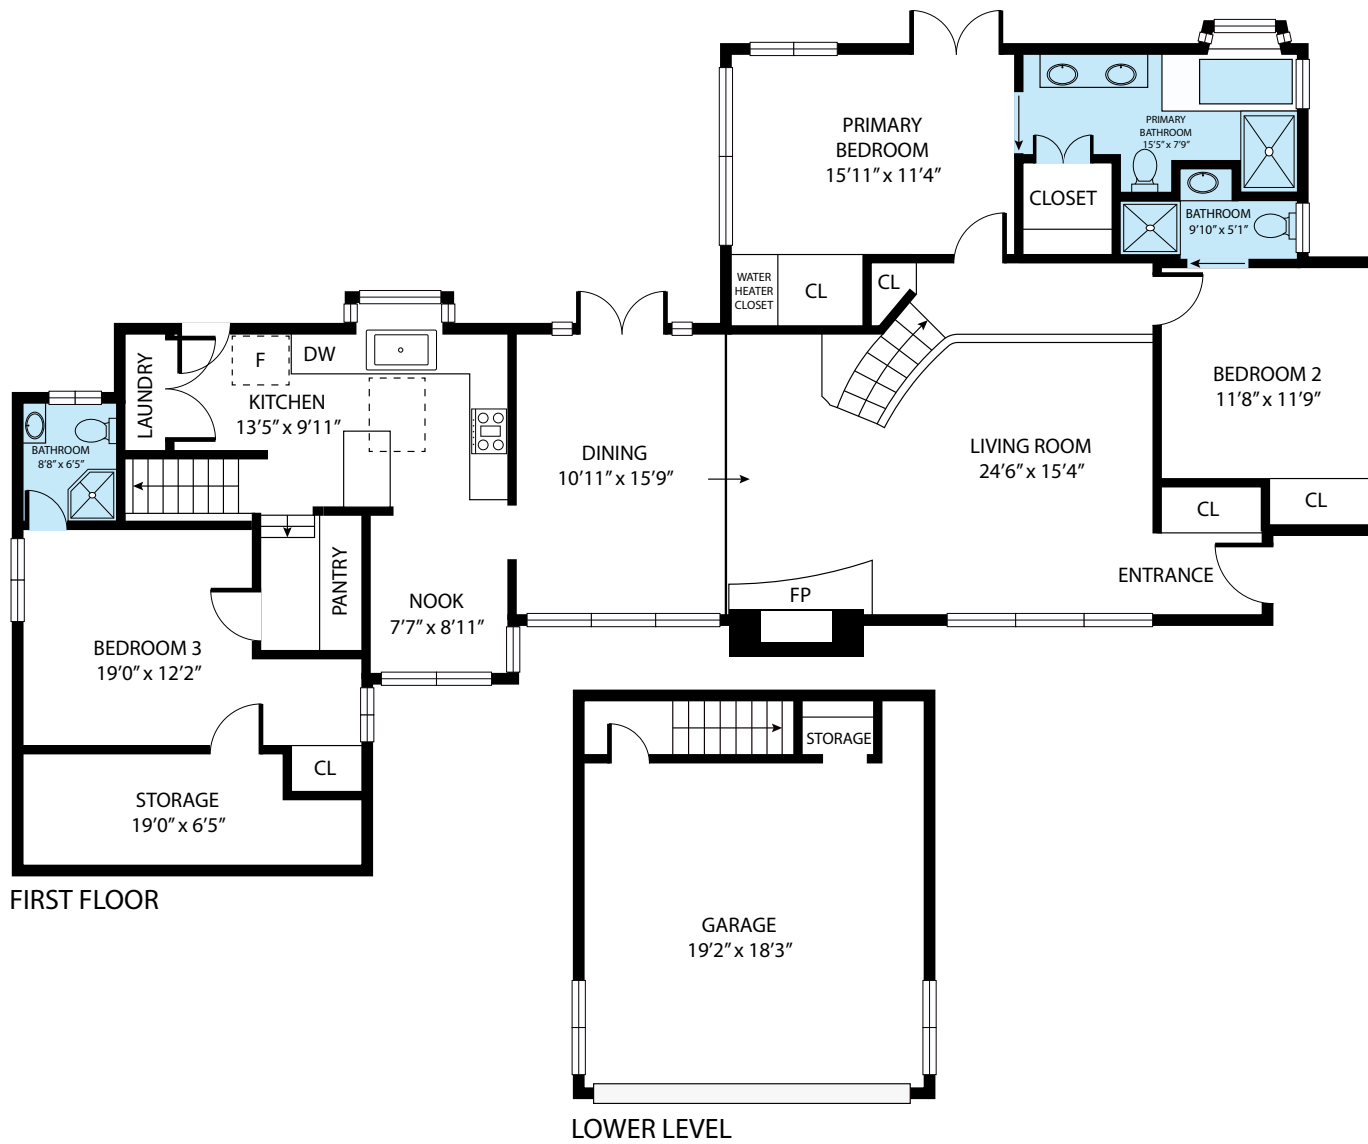 PRIMARY
BEDROOM
15'11" x 11'4"
PRIMARY
BATHROOM
15'5" x 7'9"
CLOSET
BATHROOM
9'10" x 5'1"
WATER
HEATER
CLOSET
CL
CL
F
DW
LAUNDRY
KITCHEN
13'5" x 9'11"
BATHROOM
8'8" x 6'5"
DINING
10'11" x 15'9"
LIVING ROOM
24'6" x 15'4"
BEDROOM 2
11'8" x 11'9"
CL
CL
ENTRANCE
FP
PANTRY
NOOK
7'7" x 8'11"
BEDROOM 3
19'0" x 12'2"
CL
STORAGE
19'0" x 6'5"
FIRST FLOOR
STORAGE
GARAGE
19'2" x 18'3"
LOWER LEVEL